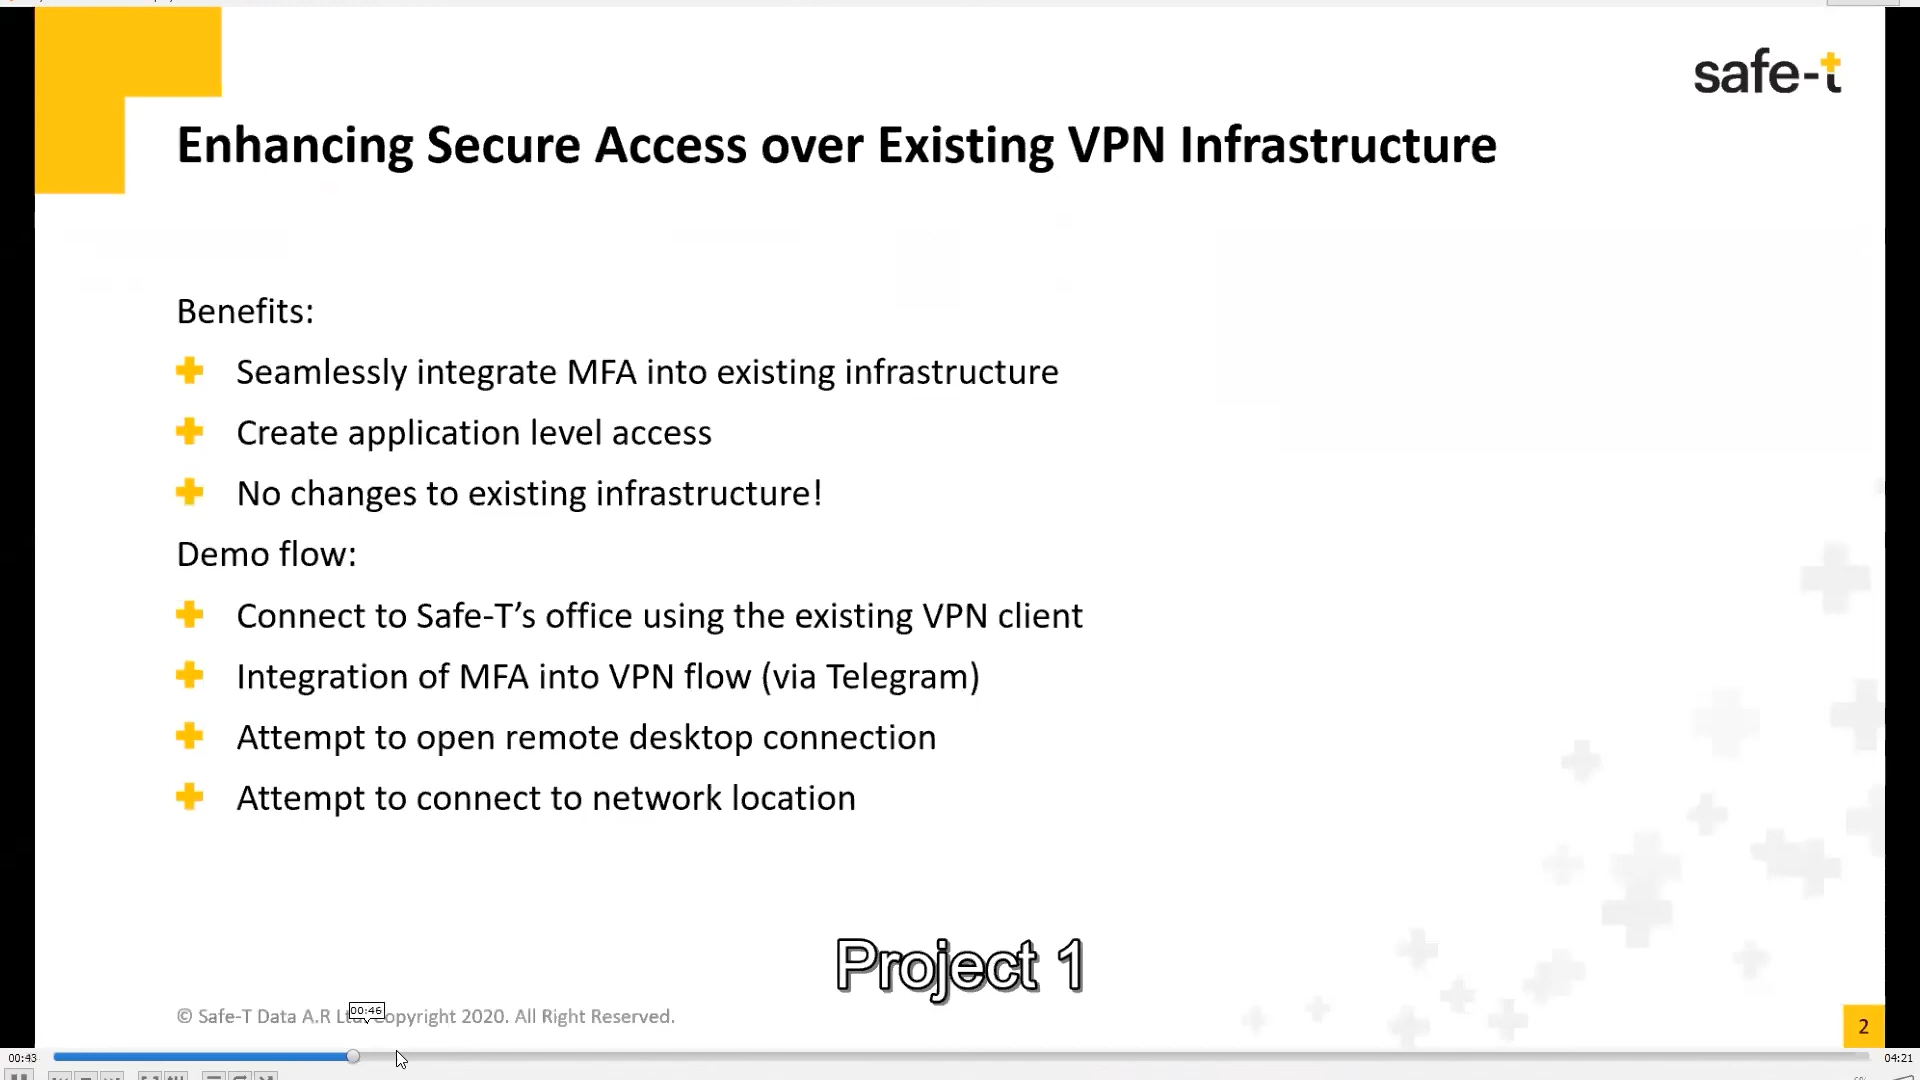 safe-t
Enhancing Secure Access over Existing VPN Infrastructure
Benefits:
Seamlessly integrate MFA into existing infrastructure
Create application level access
No changes to existing infrastructure!
Demo flow:
Connect to Safe-T’s office using the existing VPN client
Integration of MFA into VPN flow (via Telegram)
Attempt to open remote desktop connection
Attempt to connect to network location
Project 1
00:46
© Safe-T Data A.R Copyright 2020. All Right Reserved.
2
00:43
04:21